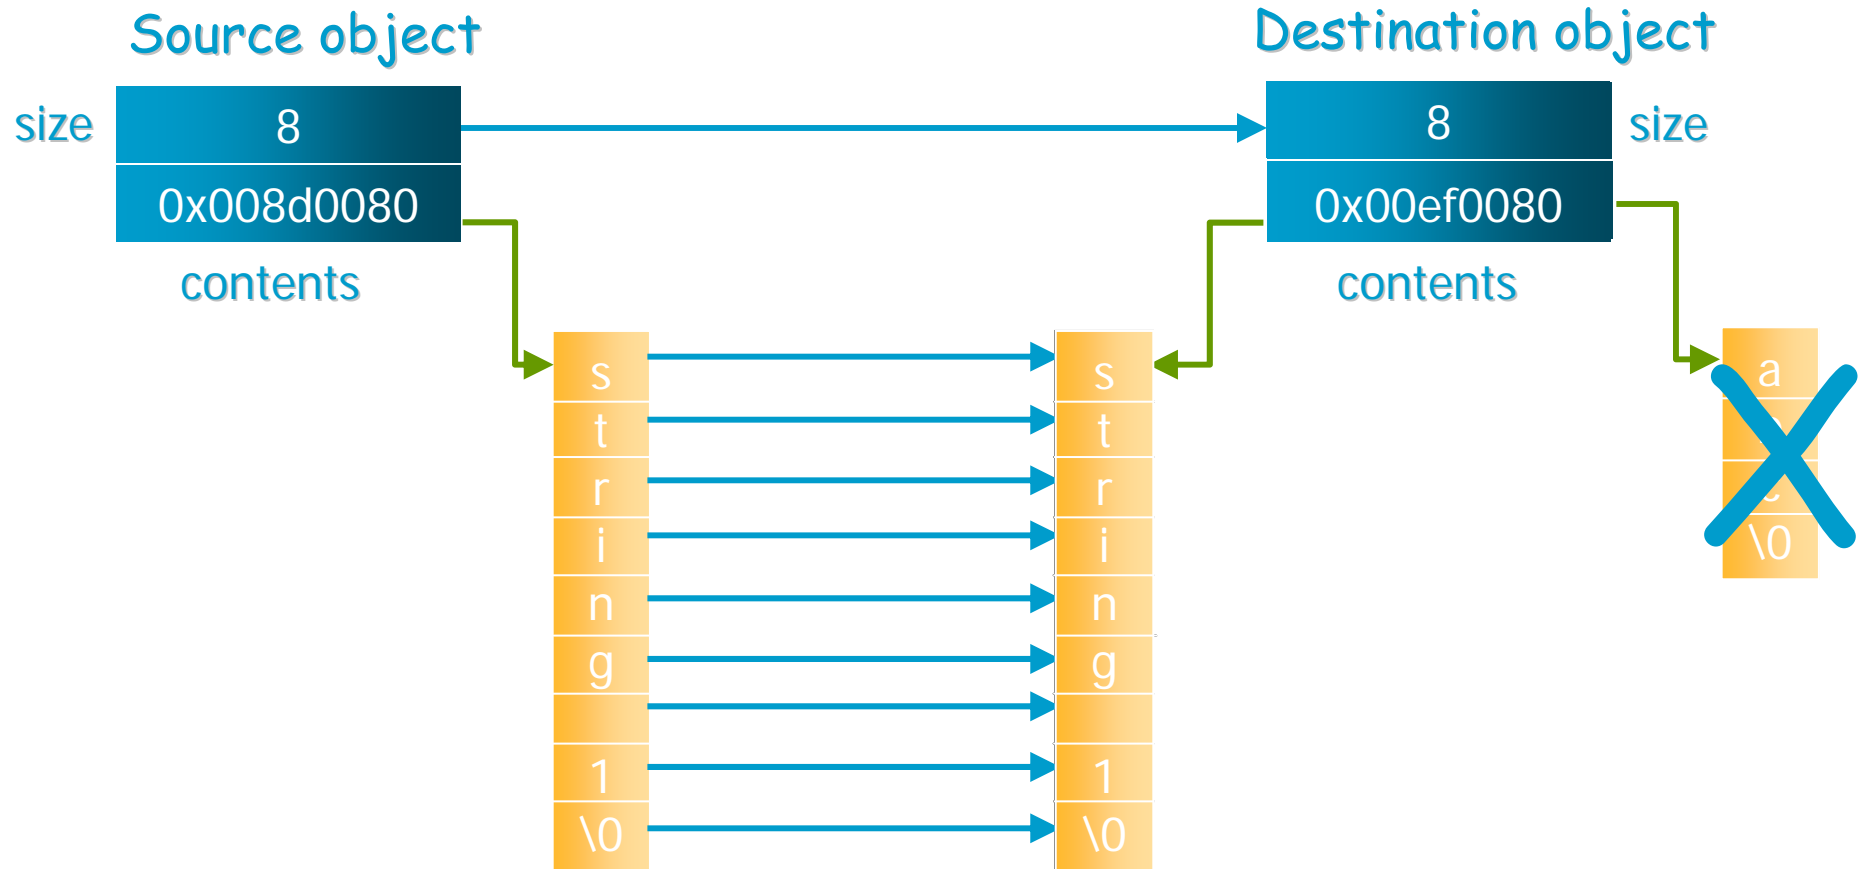 Source object
Destination object
size
8
8
size
0x008d0080
0x00ef0080
contents
contents
s
s
a
t
t
r
r
c
i
i
\0
n
n
g
g
1
1
\0
\0